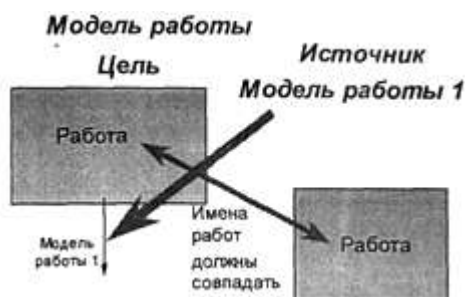 Модель работы
Цель
Источник
Модель работы 1
Работа
Имена
работ
должны
совпадать
Модель
работы 1
Работа